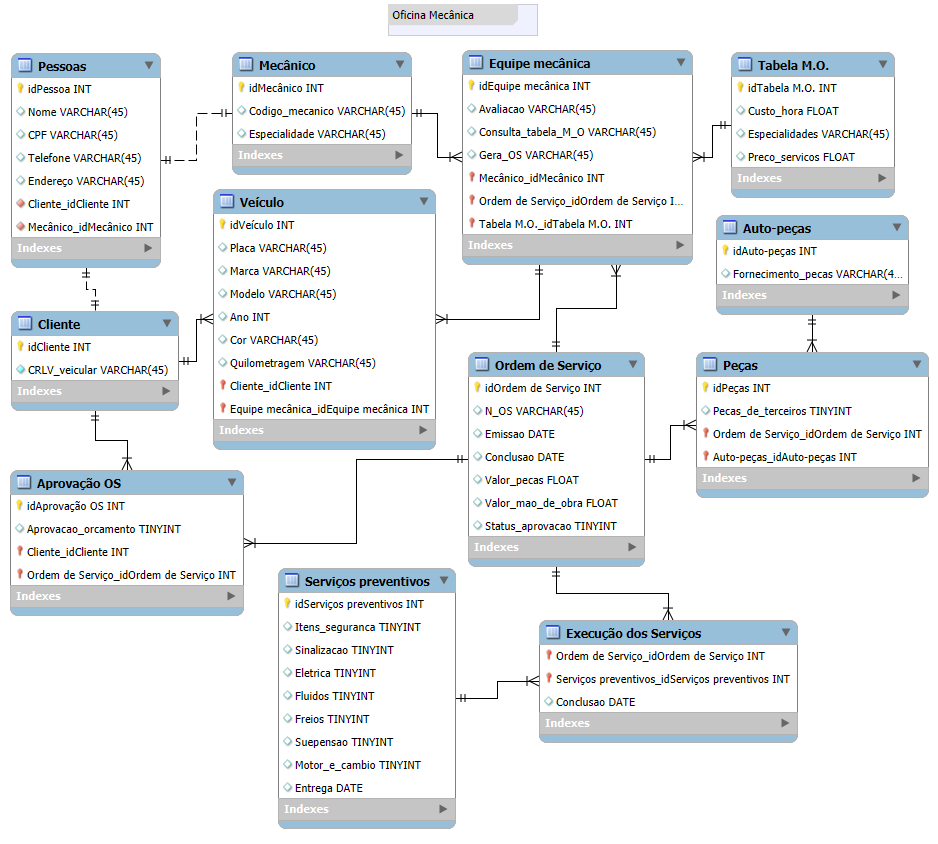 Oficina Mecânica
Pessoas
idPessoa INT
Nome VARCHAR(45)
CPF VARCHAR(45)
Telefone VARCHAR(45)
Endereço VARCHAR(45)
Cliente_idCliente INT
Mecânico_idMecânico INT
Indexes
Mecânico
idMecânico INT
Codigo_mecanico VARCHAR(45)
Especialidade VARCHAR(45)
Indexes
Equipe mecânica
idEquipe mecânica INT
Avaliacao VARCHAR(45)
Consulta_tabela_M_O VARCHAR(45)
Gera_OS VARCHAR(45)
Mecânico_idMecânico INT
Ordem de Serviço_idOrdem de Serviço I...
Tabela M.O._idTabela M.O. INT
Indexes
Tabela M.O.
idTabela M.O. INT
Custo_hora FLOAT
Especialidades VARCHAR(45)
Preco_servicos FLOAT
Indexes
Veículo
idVeículo INT
Placa VARCHAR(45)
Marca VARCHAR(45)
Modelo VARCHAR(45)
Ano INT
Cor VARCHAR(45)
Quilometragem VARCHAR(45)
Cliente_idCliente INT
Equipe mecânica_idEquipe mecânica INT
Indexes
Auto-peças
idAuto-peças INT
Fornecimento_pecas VARCHAR(4...
Indexes
Cliente
idCliente INT
CRLV_veicular VARCHAR(45)
Indexes
Ordem de Serviço
idOrdem de Serviço INT
N_OS VARCHAR(45)
Emissao DATE
Conclusao DATE
Valor_pecas FLOAT
Valor_mao_de_obra FLOAT
Status_aprovacao TINYINT
Indexes
Peças
idPeças INT
Pecas_de_terceiros TINYINT
Ordem de Serviço_idOrdem de Serviço INT
Auto-peças_idAuto-peças INT
Indexes
Aprovação OS
idAprovação OS INT
Aprovacao_orcamento TINYINT
Cliente_idCliente INT
Ordem de Serviço_idOrdem de Serviço INT
Indexes
Serviços preventivos
idServiços preventivos INT
Itens_seguranca TINYINT
Sinalizacao TINYINT
Eletrica TINYINT
Fluidos TINYINT
Freios TINYINT
Suepensao TINYINT
Motor_e_cambio TINYINT
Entrega DATE
Indexes
Execução dos Serviços
Ordem de Serviço_idOrdem de Serviço INT
Serviços preventivos_idServiços preventivos INT
Conclusao DATE
Indexes